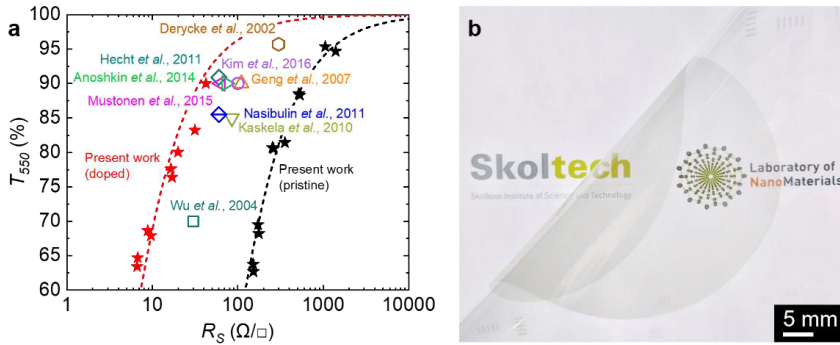 a
100
95
90
85
80
75
70
65
60
T550 (%)
Derycke et al., 2002
Hecht et al., 2011
Kim et al., 2016
Anoshkin et al., 2014
Geng et al., 2007
Mustonen et al., 2015
Nasibulin et al., 2011
Kaskela et al., 2010
Present work
(doped)
Present work
(pristine)
Wu et al., 2004
1
10
100
1000
10000
RS (Ω/□)
b
Skoltech
Skolkovo Institute of Science and Technology
Laboratory of
NanoMaterials
5 mm